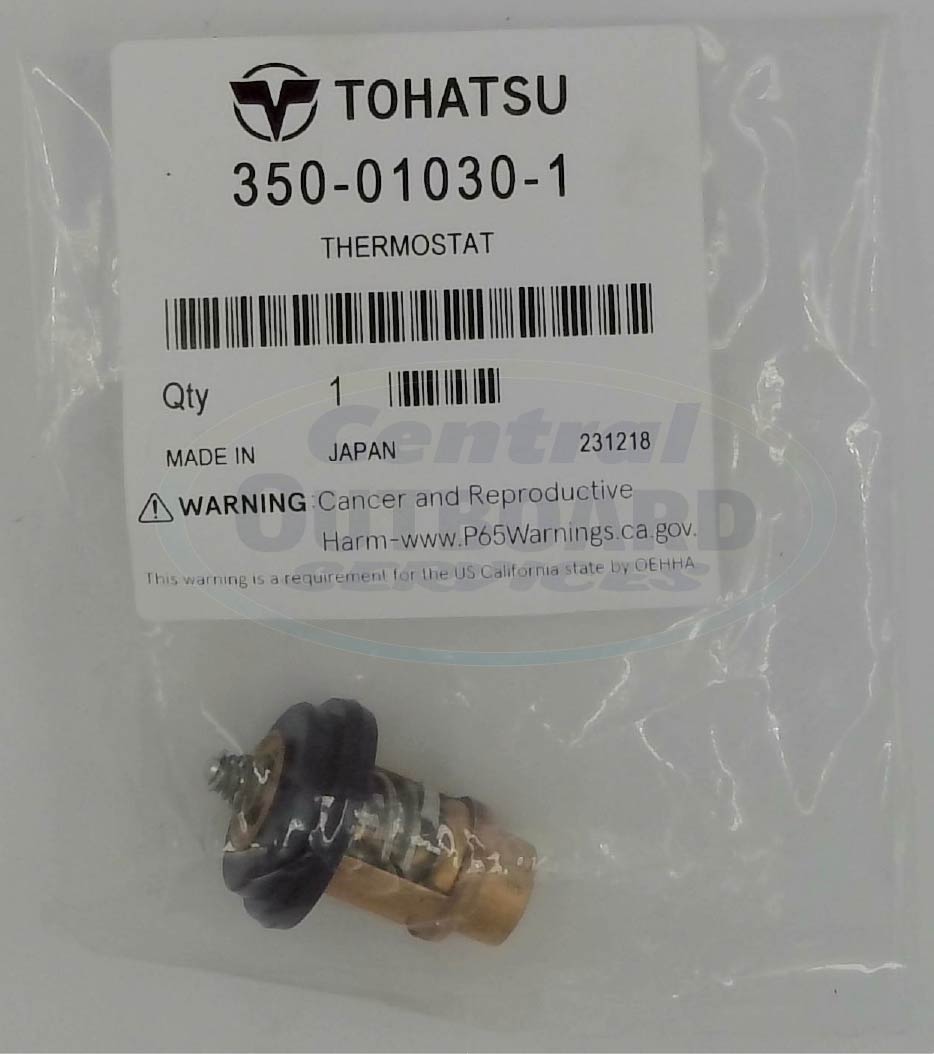 TOHATSU
350-01030-1
THERMOSTAT
Qty 1
MADE IN JAPAN 231218
WARNING:Cancer and Reproductive
Harm-www.P65Warnings.ca.gov.
This warning is a requirement for the US California state by OEHHA
Central
OUTBOARD
SERVICES